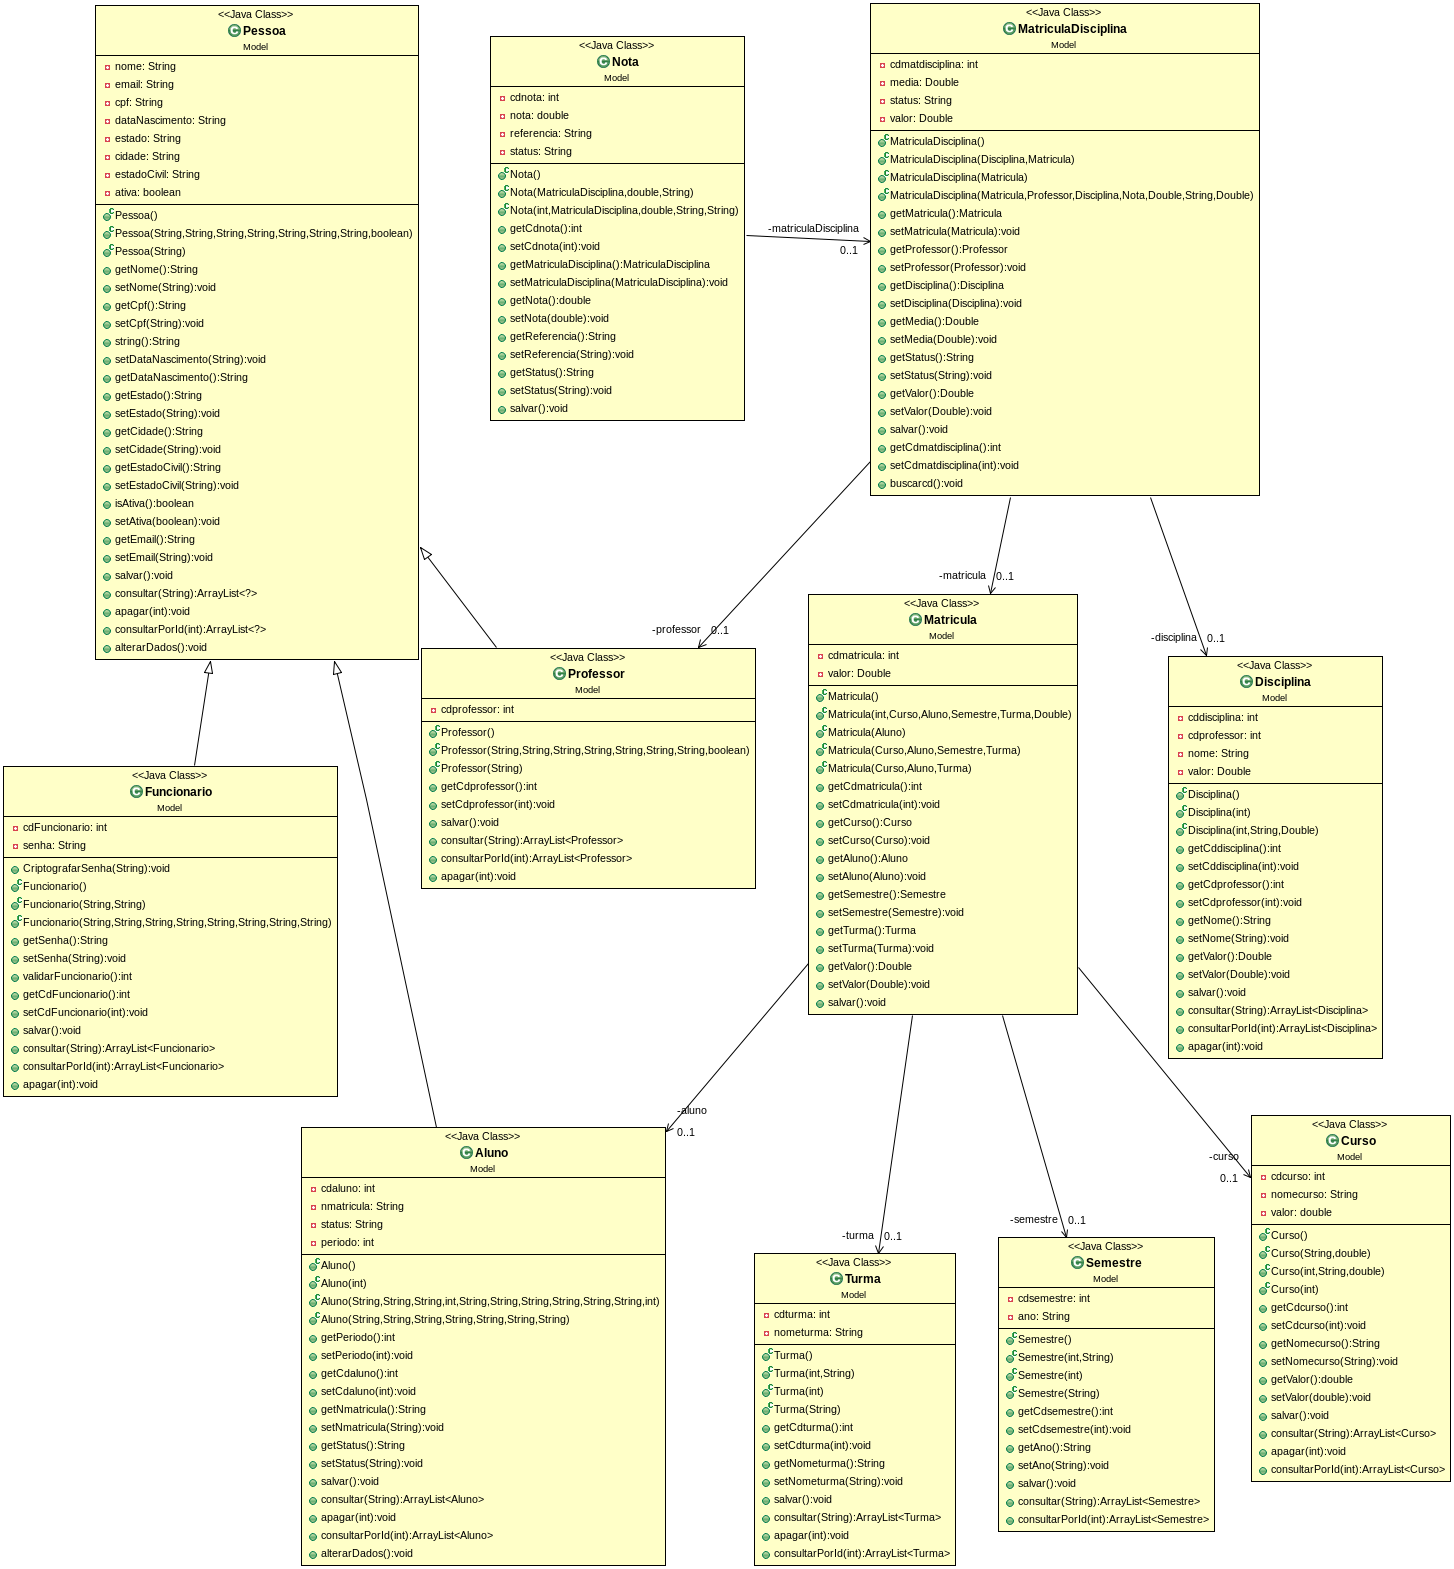 <<Java Class>>
Pessoa
Model
nome: String
email: String
cpf: String
dataNascimento: String
estado: String
cidade: String
estadoCivil: String
ativa: boolean
Pessoa()
Pessoa(String,String,String,String,String,String,String,boolean)
Pessoa(String)
getNome():String
setNome(String):void
getCpf():String
setCpf(String):void
string():String
setDataNascimento(String):void
getDataNascimento():String
getEstado():String
setEstado(String):void
getCidade():String
setCidade(String):void
getEstadoCivil():String
setEstadoCivil(String):void
isAtiva():boolean
setAtiva(boolean):void
getEmail():String
setEmail(String):void
salvar():void
consultar(String):ArrayList<?>
apagar(int):void
consultarPorId(int):ArrayList<?>
alterarDados():void
<<Java Class>>
Nota
Model
cdnota: int
nota: double
referencia: String
status: String
Nota()
Nota(MatriculaDisciplina,double,String)
Nota(int,MatriculaDisciplina,double,String,String)
getCdnota():int
setCdnota(int):void
getMatriculaDisciplina():MatriculaDisciplina
setMatriculaDisciplina(MatriculaDisciplina):void
getNota():double
setNota(double):void
getReferencia():String
setReferencia(String):void
getStatus():String
setStatus(String):void
salvar():void
-matriculaDisciplina
0..1
<<Java Class>>
MatriculaDisciplina
Model
cdmatdisciplina: int
media: Double
status: String
valor: Double
MatriculaDisciplina()
MatriculaDisciplina(Disciplina,Matricula)
MatriculaDisciplina(Matricula)
MatriculaDisciplina(Matricula,Professor,Disciplina,Nota,Double,String,Double)
getMatricula():Matricula
setMatricula(Matricula):void
getProfessor():Professor
setProfessor(Professor):void
getDisciplina():Disciplina
setDisciplina(Disciplina):void
getMedia():Double
setMedia(Double):void
getStatus():String
setStatus(String):void
getValor():Double
setValor(Double):void
salvar():void
getCdmatdisciplina():int
setCdmatdisciplina(int):void
buscarcd():void
-professor 0..1
-matricula 0..1
-disciplina 0..1
<<Java Class>>
Professor
Model
cdprofessor: int
Professor()
Professor(String,String,String,String,String,String,String,boolean)
Professor(String)
getCdprofessor():int
setCdprofessor(int):void
salvar():void
consultar(String):ArrayList<Professor>
consultarPorId(int):ArrayList<Professor>
apagar(int):void
<<Java Class>>
Matricula
Model
cdmatricula: int
valor: Double
Matricula()
Matricula(int,Curso,Aluno,Semestre,Turma,Double)
Matricula(Aluno)
Matricula(Curso,Aluno,Semestre,Turma)
Matricula(Curso,Aluno,Turma)
getCdmatricula():int
setCdmatricula(int):void
getCurso():Curso
setCurso(Curso):void
getAluno():Aluno
setAluno(Aluno):void
getSemestre():Semestre
setSemestre(Semestre):void
getTurma():Turma
setTurma(Turma):void
getValor():Double
setValor(Double):void
salvar():void
<<Java Class>>
Disciplina
Model
cddisciplina: int
cdprofessor: int
nome: String
valor: Double
Disciplina()
Disciplina(int)
Disciplina(int,String,Double)
getCddisciplina():int
setCddisciplina(int):void
getCdprofessor():int
setCdprofessor(int):void
getNome():String
setNome(String):void
getValor():Double
setValor(Double):void
salvar():void
consultar(String):ArrayList<Disciplina>
consultarPorId(int):ArrayList<Disciplina>
apagar(int):void
<<Java Class>>
Funcionario
Model
cdFuncionario: int
senha: String
CriptografarSenha(String):void
Funcionario()
Funcionario(String,String)
Funcionario(String,String,String,String,String,String,String,String)
getSenha():String
setSenha(String):void
validarFuncionario():int
getCdFuncionario():int
setCdFuncionario(int):void
salvar():void
consultar(String):ArrayList<Funcionario>
consultarPorId(int):ArrayList<Funcionario>
apagar(int):void
-aluno
0..1
-turma 0..1
-semestre 0..1
-curso
0..1
<<Java Class>>
Aluno
Model
cdaluno: int
nmatricula: String
status: String
periodo: int
Aluno()
Aluno(int)
Aluno(String,String,String,int,String,String,String,String,String,String,int)
Aluno(String,String,String,String,String,String,String)
getPeriodo():int
setPeriodo(int):void
getCdaluno():int
setCdaluno(int):void
getNmatricula():String
setNmatricula(String):void
getStatus():String
setStatus(String):void
salvar():void
consultar(String):ArrayList<Aluno>
apagar(int):void
consultarPorId(int):ArrayList<Aluno>
alterarDados():void
<<Java Class>>
Turma
Model
cdturma: int
nometurma: String
Turma()
Turma(int,String)
Turma(int)
Turma(String)
getCdturma():int
setCdturma(int):void
getNometurma():String
setNometurma(String):void
salvar():void
consultar(String):ArrayList<Turma>
apagar(int):void
consultarPorId(int):ArrayList<Turma>
<<Java Class>>
Semestre
Model
cdsemestre: int
ano: String
Semestre()
Semestre(int,String)
Semestre(int)
Semestre(String)
getCdsemestre():int
setCdsemestre(int):void
getAno():String
setAno(String):void
salvar():void
consultar(String):ArrayList<Semestre>
consultarPorId(int):ArrayList<Semestre>
<<Java Class>>
Curso
Model
cdcurso: int
nomecurso: String
valor: double
Curso()
Curso(String,double)
Curso(int,String,double)
Curso(int)
getCdcurso():int
setCdcurso(int):void
getNomecurso():String
setNomecurso(String):void
getValor():double
setValor(double):void
salvar():void
consultar(String):ArrayList<Curso>
apagar(int):void
consultarPorId(int):ArrayList<Curso>